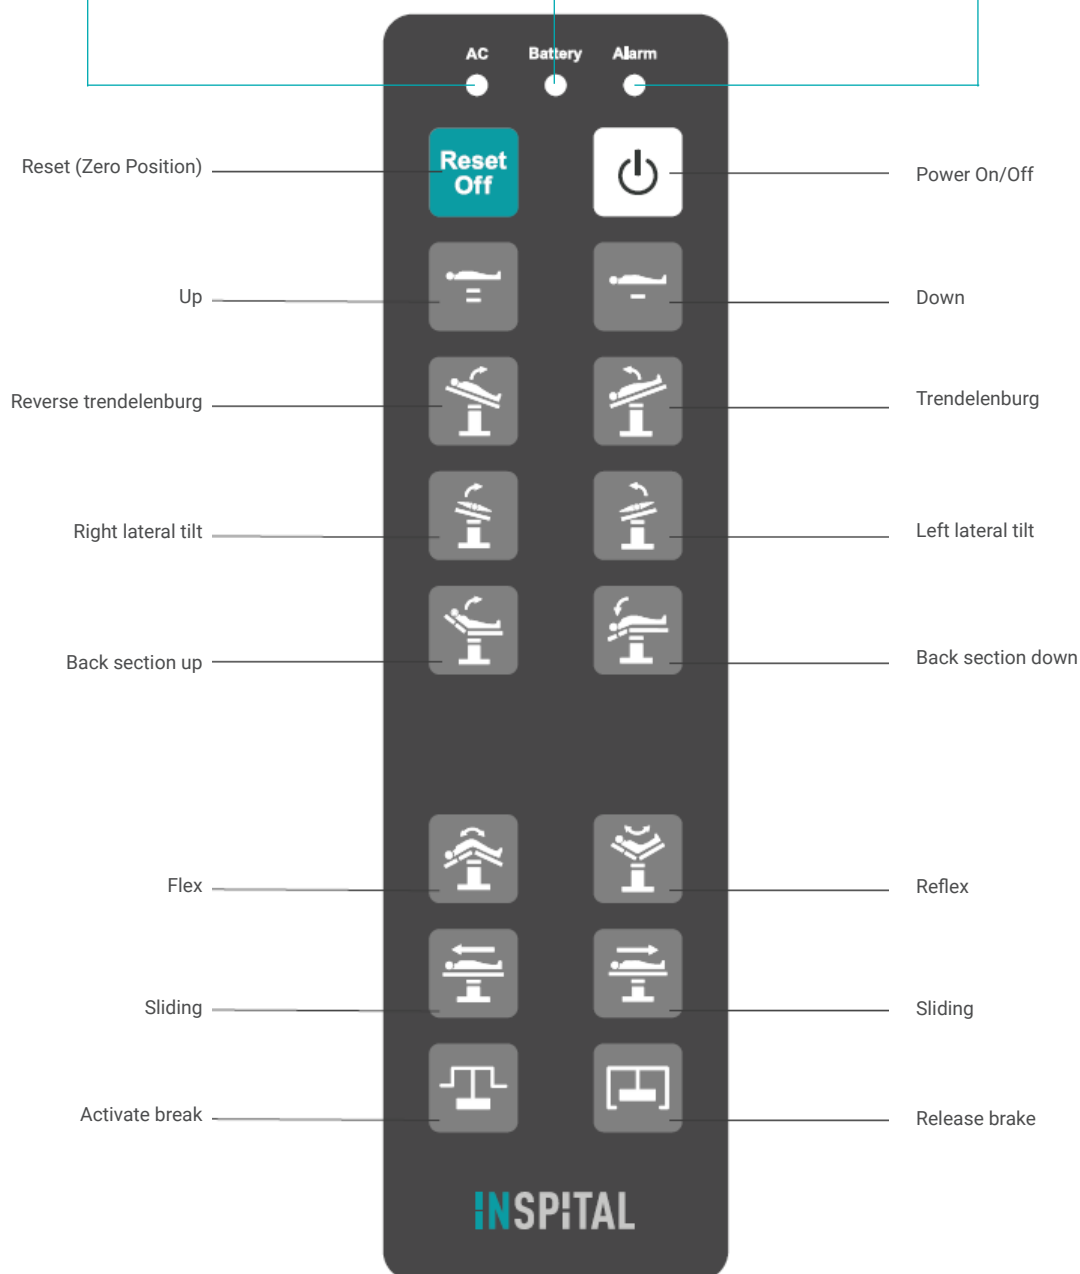 AC Battery Alarm
Reset (Zero Position)
Reset
Off
Power On/Off
Up
Down
Reverse trendelenburg
Trendelenburg
Right lateral tilt
Left lateral tilt
Back section up
Back section down
Flex
Reflex
Sliding
Sliding
Activate break
Release brake
INSPITAL